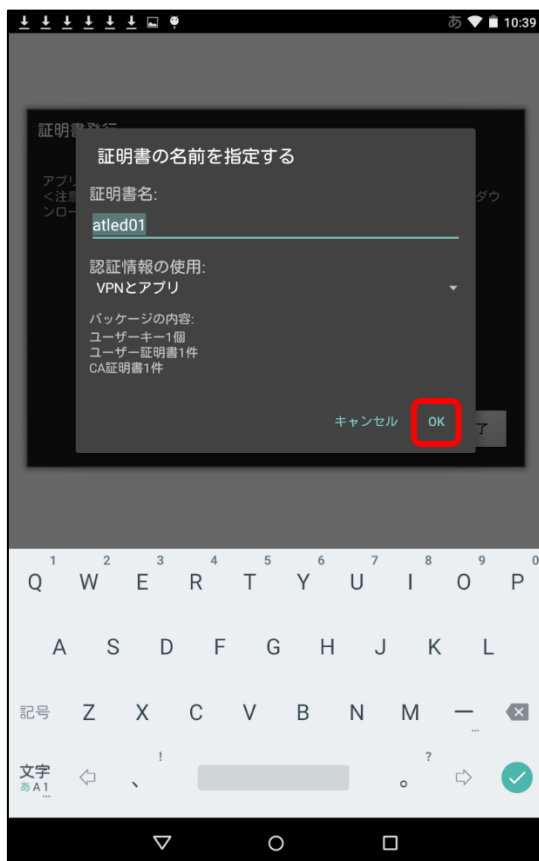 あ 10:39
証明書発行
証明書の名前を指定する
アプリ
<注意
ダウ
ンロー
証明書名:
atled01
認証情報の使用:
VPNとアプリ
パッケージの内容:
ユーザーキー1個
ユーザー証明書1件
CA証明書1件
キャンセル OK
了
1 2 3 4 5 6 7 8 9 0
Q W E R T Y U I O P
A S D F G H J K L
記号 Z X C V B N M ー
...
文字 、 ! 。 ?
あA1
...